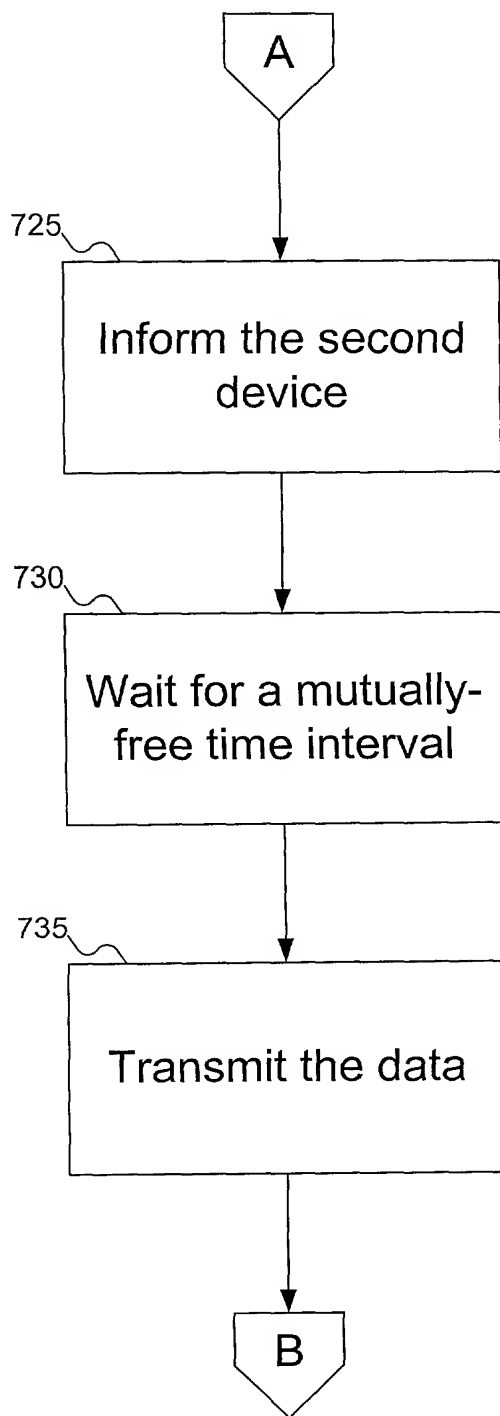 A
725
Inform the second
device
730
Wait for a mutually-
free time interval
735
Transmit the data
B